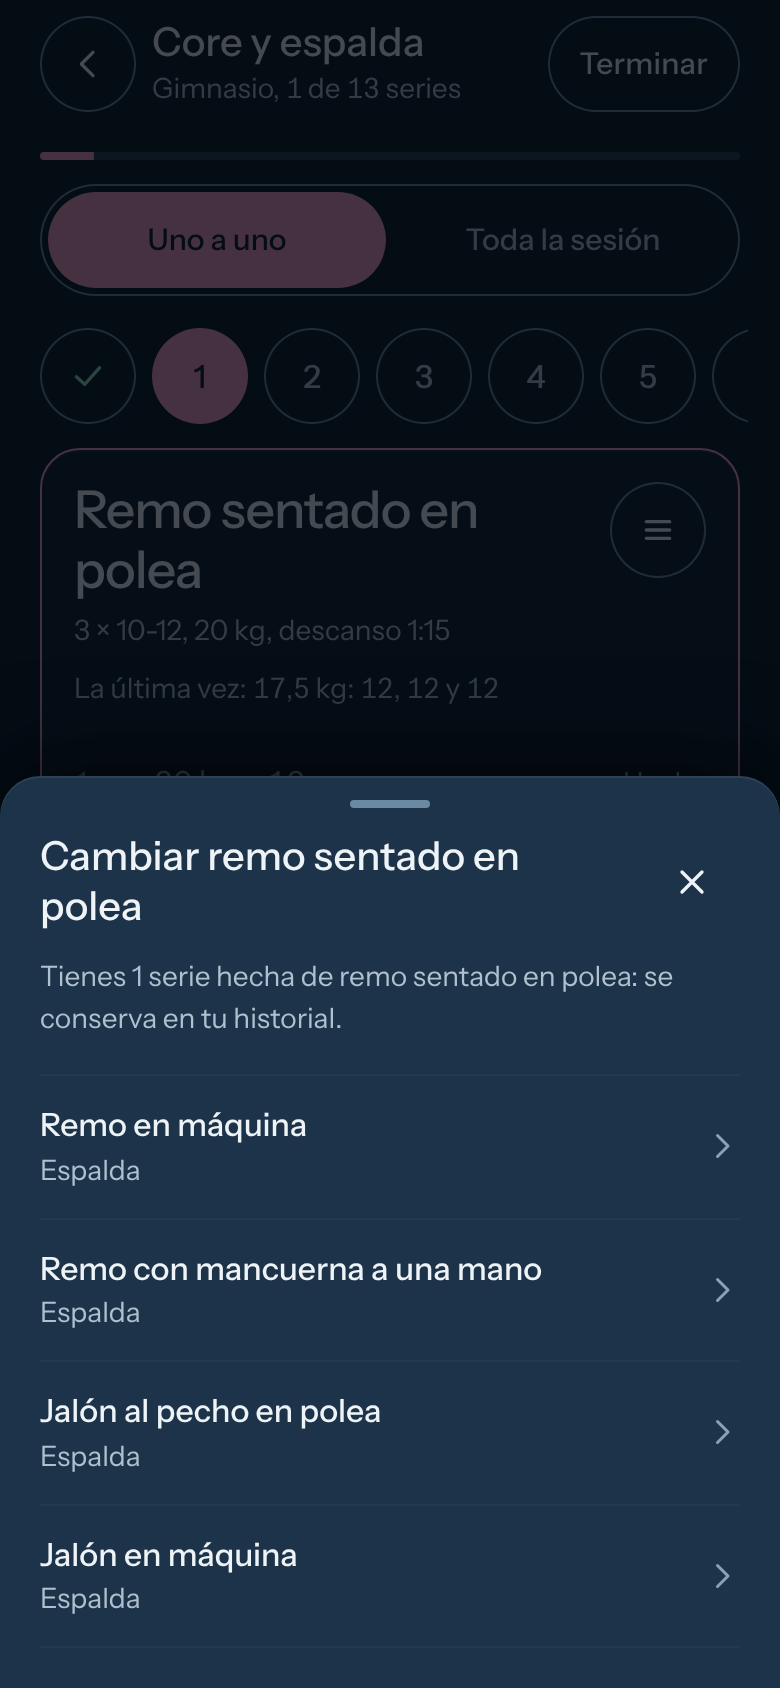 Core y espalda
Gimnasio, 1 de 13 series
Terminar
Uno a uno
Toda la sesión
1
2
3
4
5
Remo sentado en
polea
3 × 10–12, 20 kg, descanso 1:15
La última vez: 17,5 kg: 12, 12 y 12
Cambiar remo sentado en
polea
Tienes 1 serie hecha de remo sentado en polea: se
conserva en tu historial.
Remo en máquina
Espalda
Remo con mancuerna a una mano
Espalda
Jalón al pecho en polea
Espalda
Jalón en máquina
Espalda